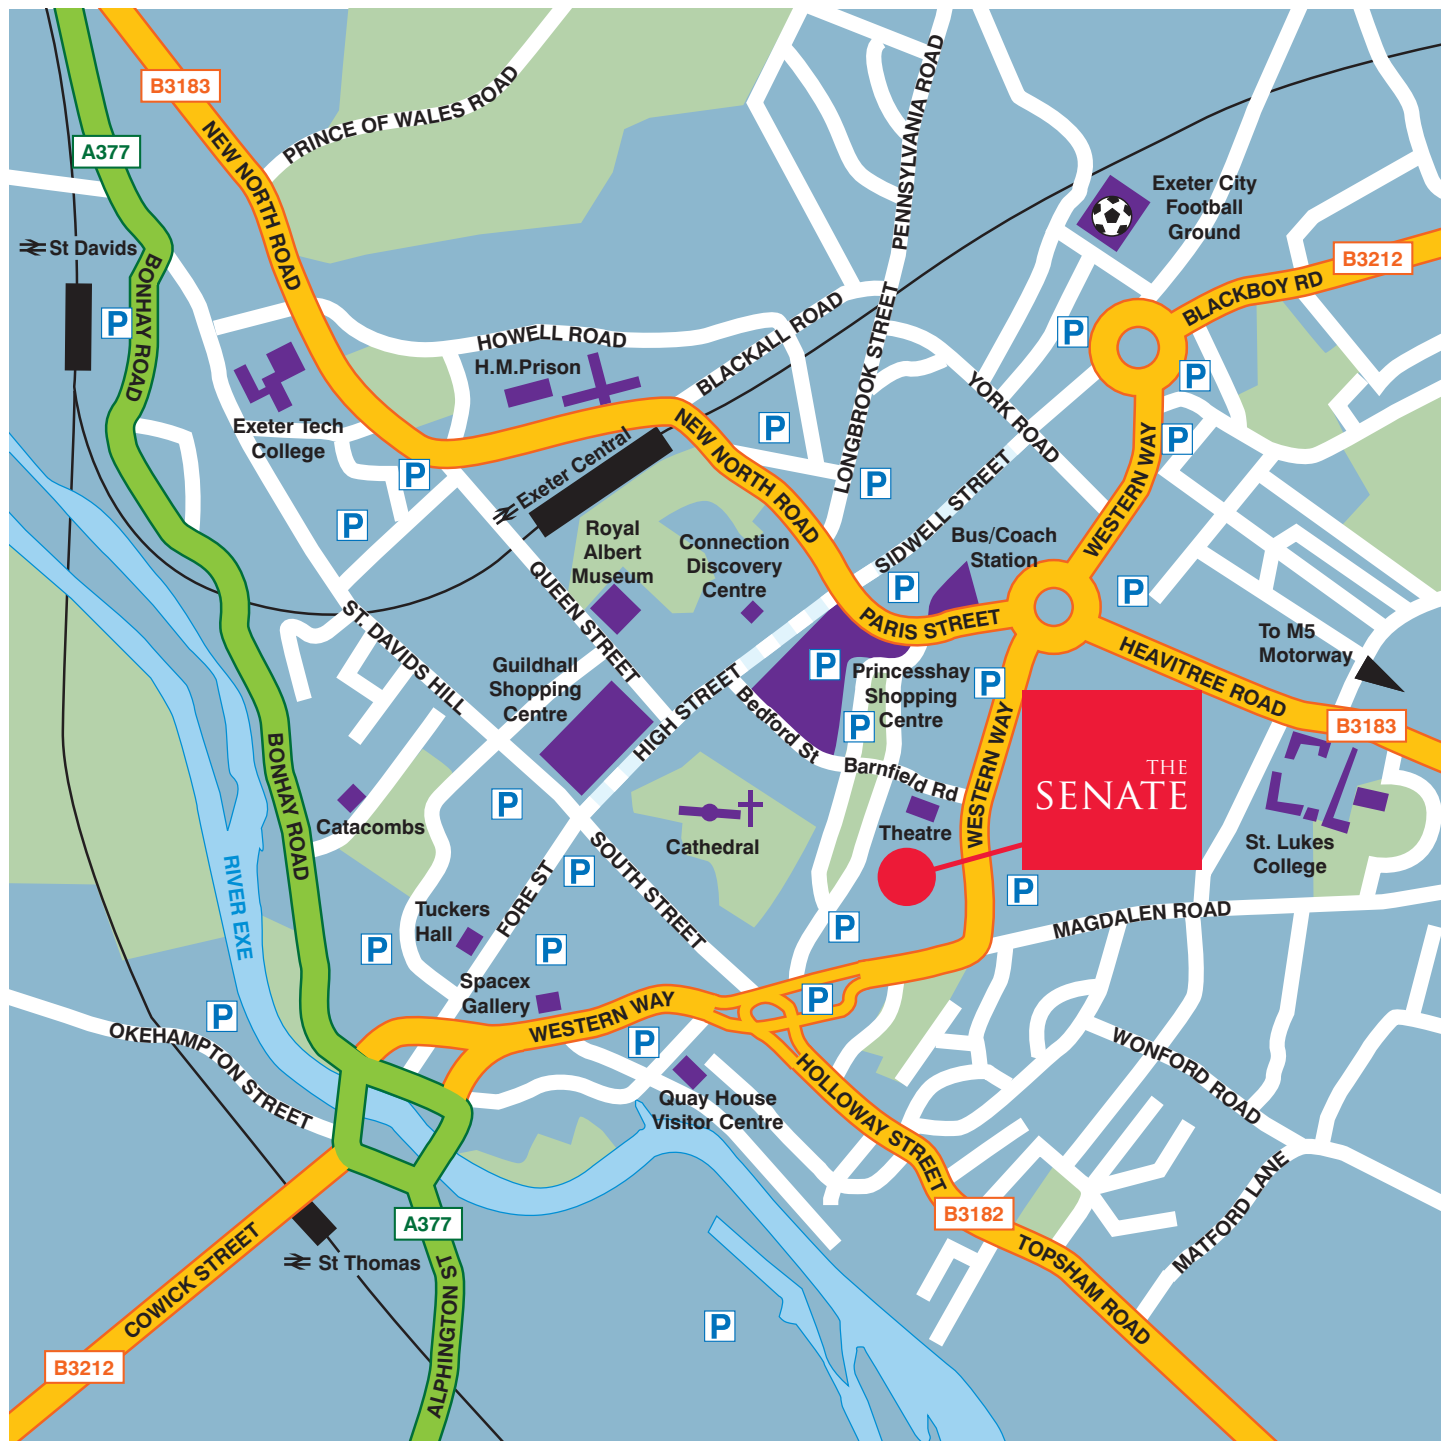 B3183
PRINCE OF WALES ROAD
PENNSYLVANIA ROAD
A377
NEW NORTH ROAD
Exeter City
Football
Ground
St Davids
B3212
BONHAY ROAD
BLACKBOY RD
P
P
HOWELL ROAD
BLACKALL ROAD
LONGBROOK STREET
H.M.Prison
P
YORK ROAD
Exeter Tech
College
P
NEW NORTH ROAD
P
WESTERN WAY
Exeter Central
P
P
SIDWELL STREET
P
Royal
Albert
Museum
Connection
Discovery
Centre
Bus/Coach
Station
QUEEN STREET
P
P
ST. DAVIDS HILL
PARIS STREET
HEAVITREE ROAD
To M5
Motorway
Guildhall
Shopping
Centre
HIGH STREET
P
Princesshay
Shopping
Centre
P
Bedford St
P
WESTERN WAY
B3183
BONHAY ROAD
Barnfield Rd
THE
SENATE
P
Catacombs
Theatre
Cathedral
St. Lukes
College
RIVER EXE
FORE ST
P
SOUTH STREET
P
Tuckers
Hall
MAGDALEN ROAD
P
P
P
Spacex
Gallery
P
P
WESTERN WAY
P
OKEHAMPTON STREET
WONFORD ROAD
Quay House
Visitor Centre
HOLLOWAY STREET
MATFORD LANE
A377
B3182
St Thomas
COWICK STREET
TOPSHAM ROAD
ALPHINGTON ST
P
B3212